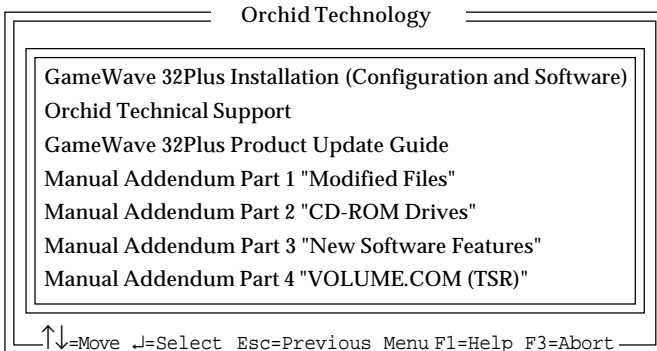 Orchid Technology
GameWave 32Plus Installation (Configuration and Software)
Orchid Technical Support
GameWave 32Plus Product Update Guide
Manual Addendum Part 1 "Modified Files"
Manual Addendum Part 2 "CD-ROM Drives"
Manual Addendum Part 3 "New Software Features"
Manual Addendum Part 4 "VOLUME.COM (TSR)"
↑↓=Move ↵=Select Esc=Previous Menu F1=Help F3=Abort